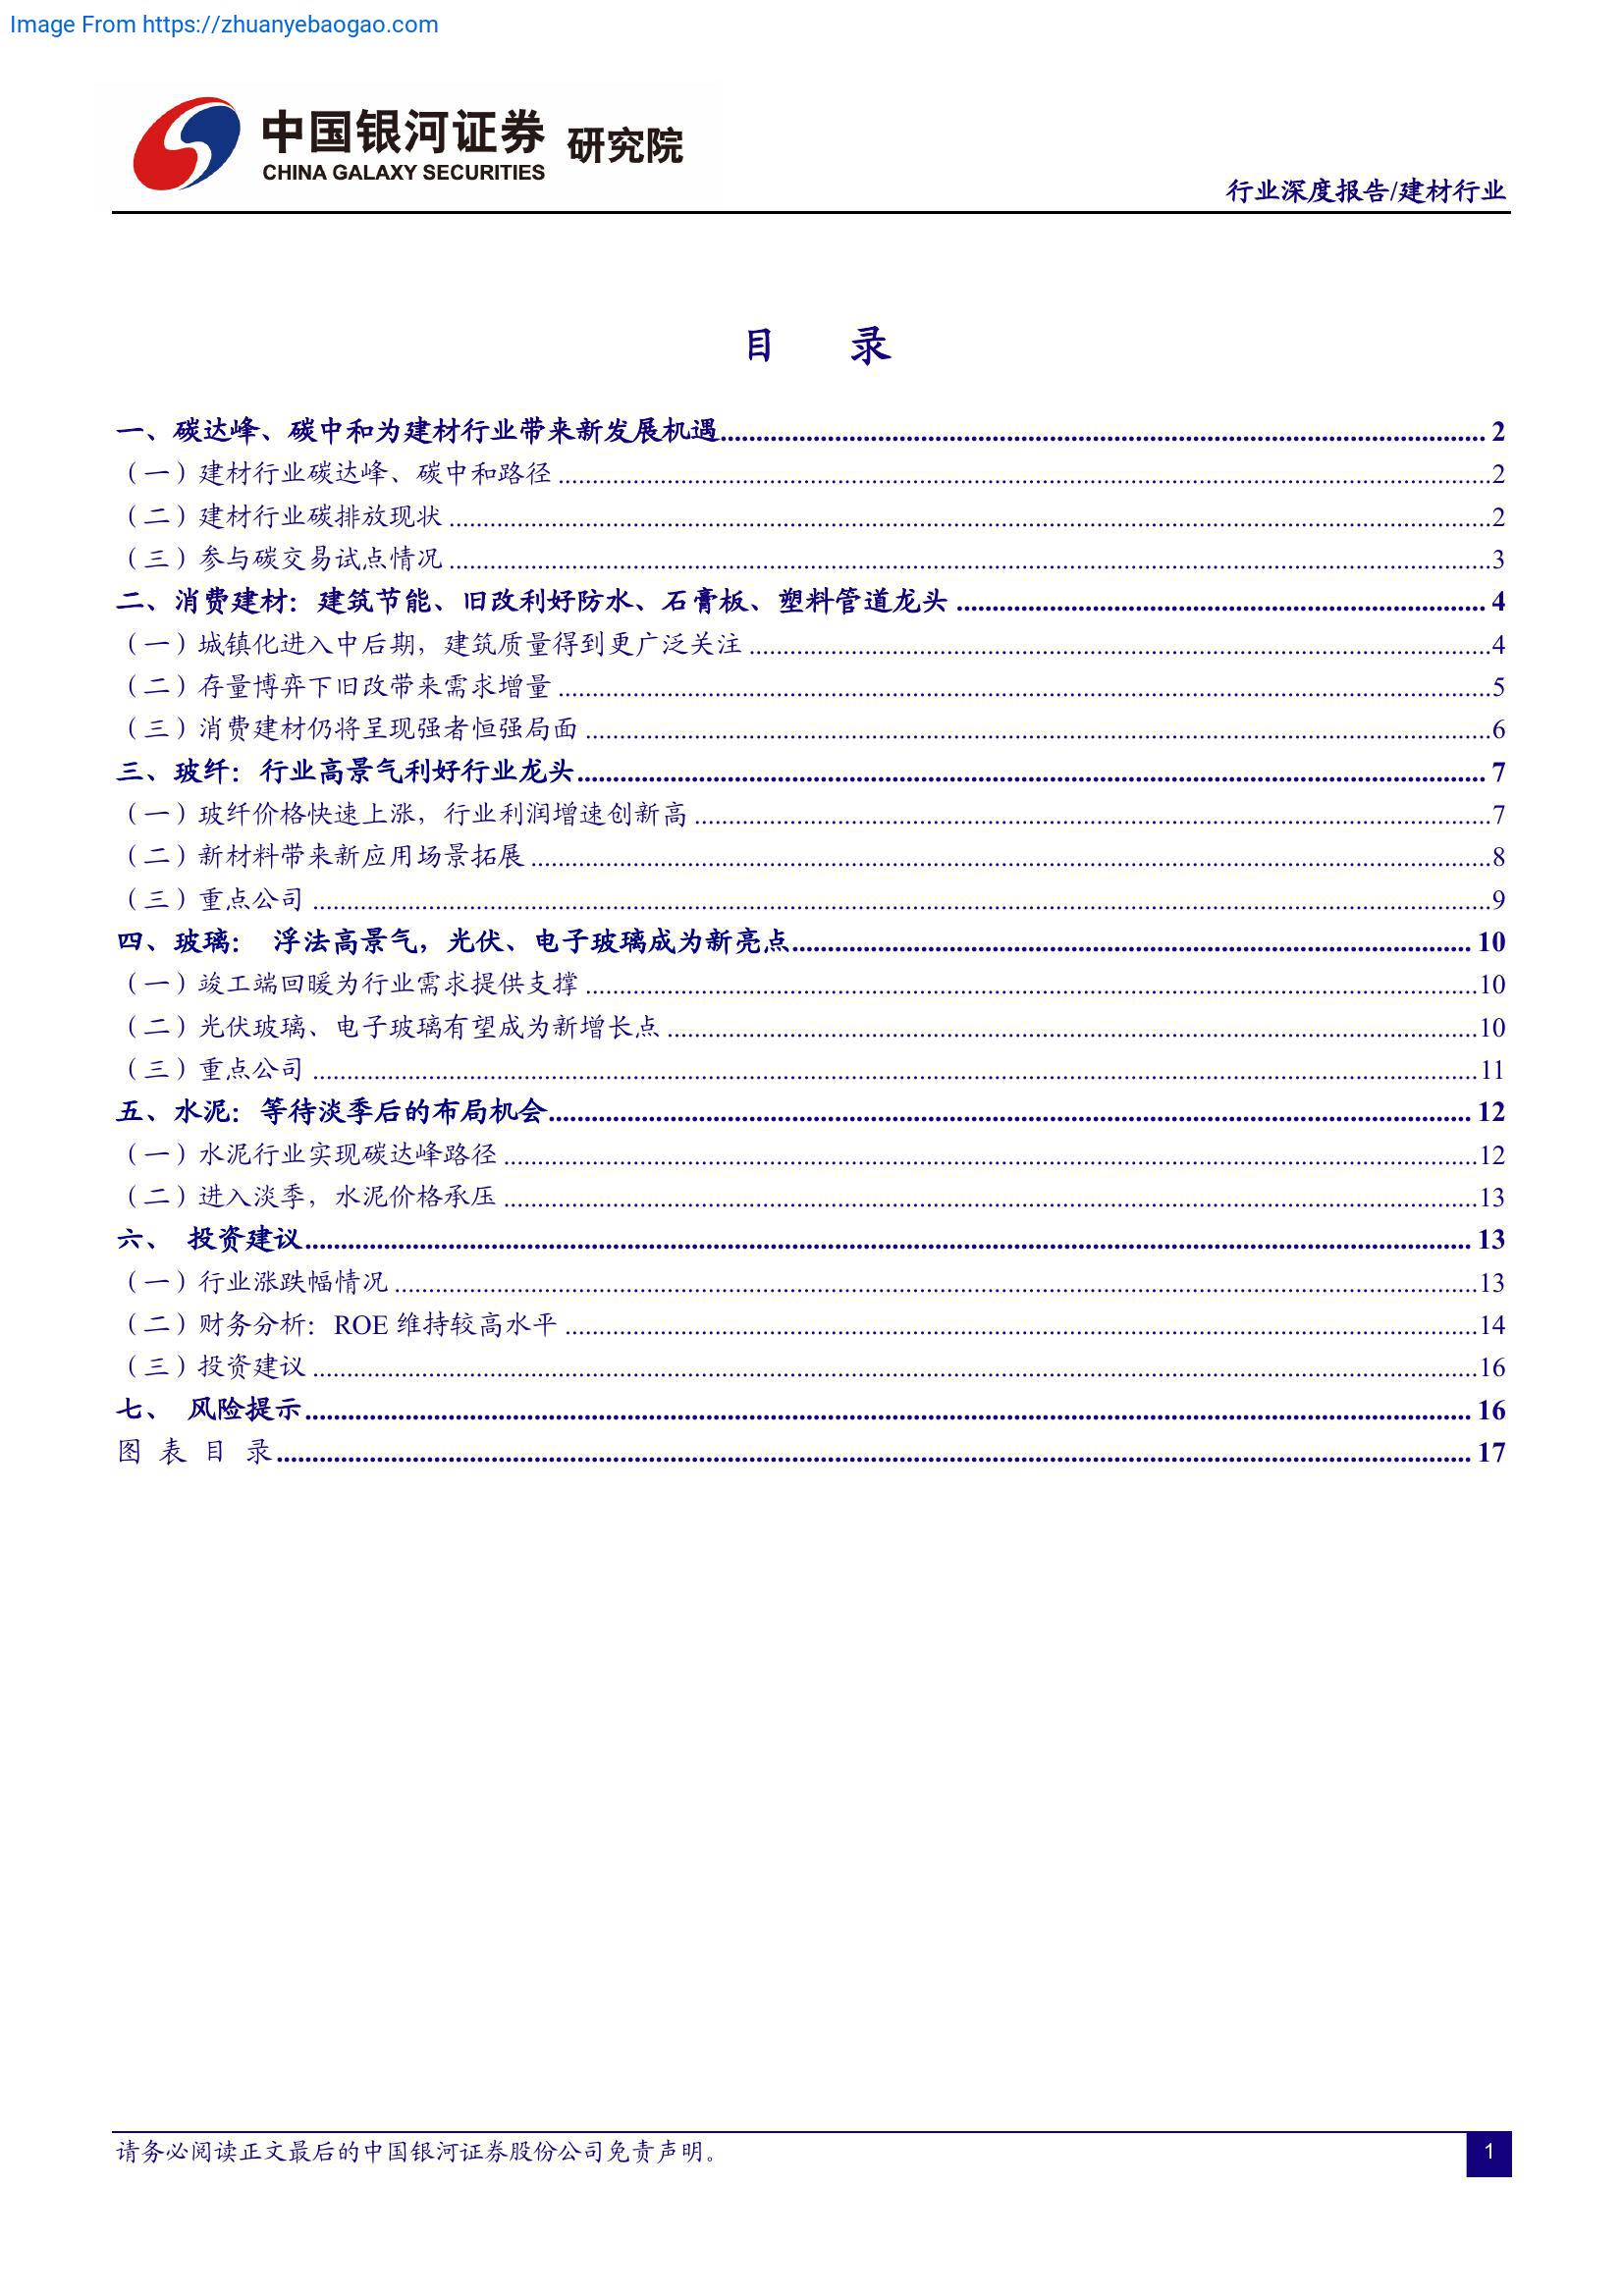 Image From https://zhuanyebaogao.com
中国银河证券 研究院
CHINA GALAXY SECURITIES
行业深度报告/建材行业
目 录
一、碳达峰、碳中和为建材行业带来新发展机遇 2
（一）建材行业碳达峰、碳中和路径 2
（二）建材行业碳排放现状 2
（三）参与碳交易试点情况 3
二、消费建材：建筑节能、旧改利好防水、石膏板、塑料管道龙头 4
（一）城镇化进入中后期，建筑质量得到更广泛关注 4
（二）存量博弈下旧改带来需求增量 5
（三）消费建材仍将呈现强者恒强局面 6
三、玻纤：行业高景气利好行业龙头 7
（一）玻纤价格快速上涨，行业利润增速创新高 7
（二）新材料带来新应用场景拓展 8
（三）重点公司 9
四、玻璃： 浮法高景气，光伏、电子玻璃成为新亮点 10
（一）竣工端回暖为行业需求提供支撑 10
（二）光伏玻璃、电子玻璃有望成为新增长点 10
（三）重点公司 11
五、水泥：等待淡季后的布局机会 12
（一）水泥行业实现碳达峰路径 12
（二）进入淡季，水泥价格承压 13
六、 投资建议 13
（一）行业涨跌幅情况 13
（二）财务分析：ROE 维持较高水平 14
（三）投资建议 16
七、 风险提示 16
图 表 目 录 17
请务必阅读正文最后的中国银河证券股份公司免责声明。
1